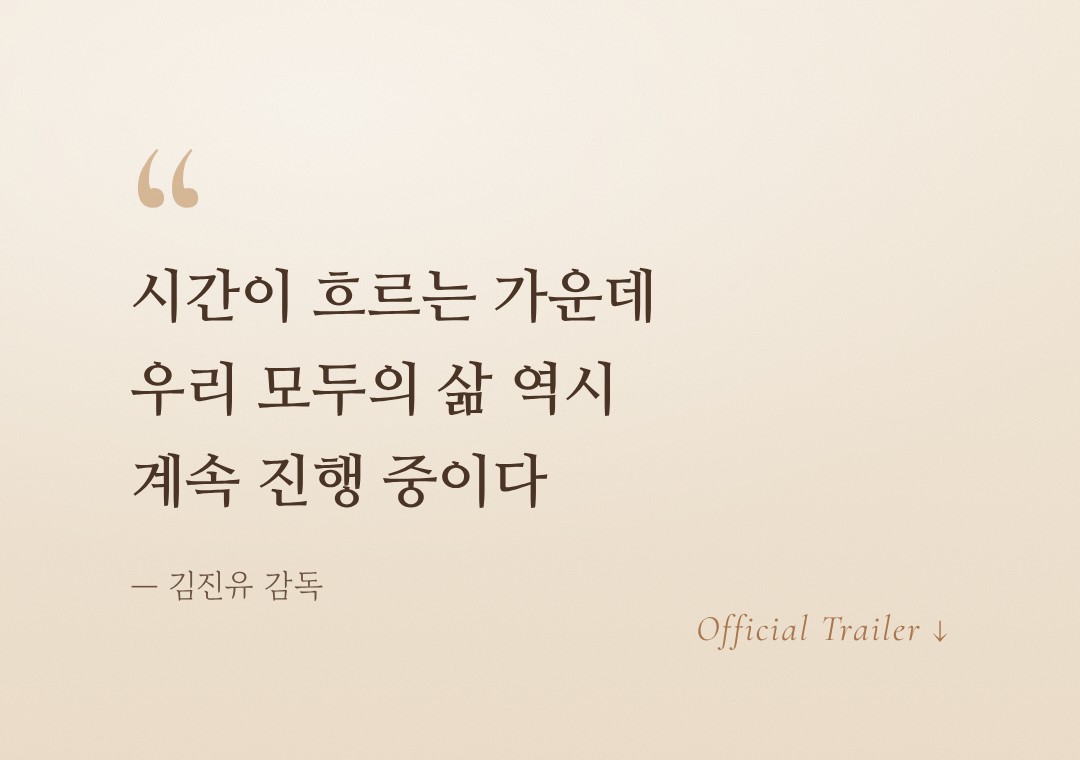 “
시간이 흐르는 가운데
우리 모두의 삶 역시
계속 진행 중이다
— 김진유 감독
Official Trailer ↓